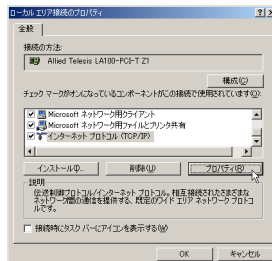 ローカル エリア接続のプロパティ
全般
接続の方法:
Allied Telesis LA100-PCI-T Z1
構成(C)
チェック マークがオンになっているコンポーネントがこの接続で使用されています(O):
Microsoft ネットワーク用クライアント
Microsoft ネットワーク用ファイルとプリンタ共有
インターネット プロトコル (TCP/IP)
インストール(I)...
削除(U)
プロパティ(R)
説明
伝送制御プロトコル/インターネット プロトコル。相互接続されたさまざまな
ネットワーク間の通信を提供する、既定のワイド エリア ネットワーク プロトコ
ルです。
接続時にタスク バーにアイコンを表示する(W)
OK
キャンセル